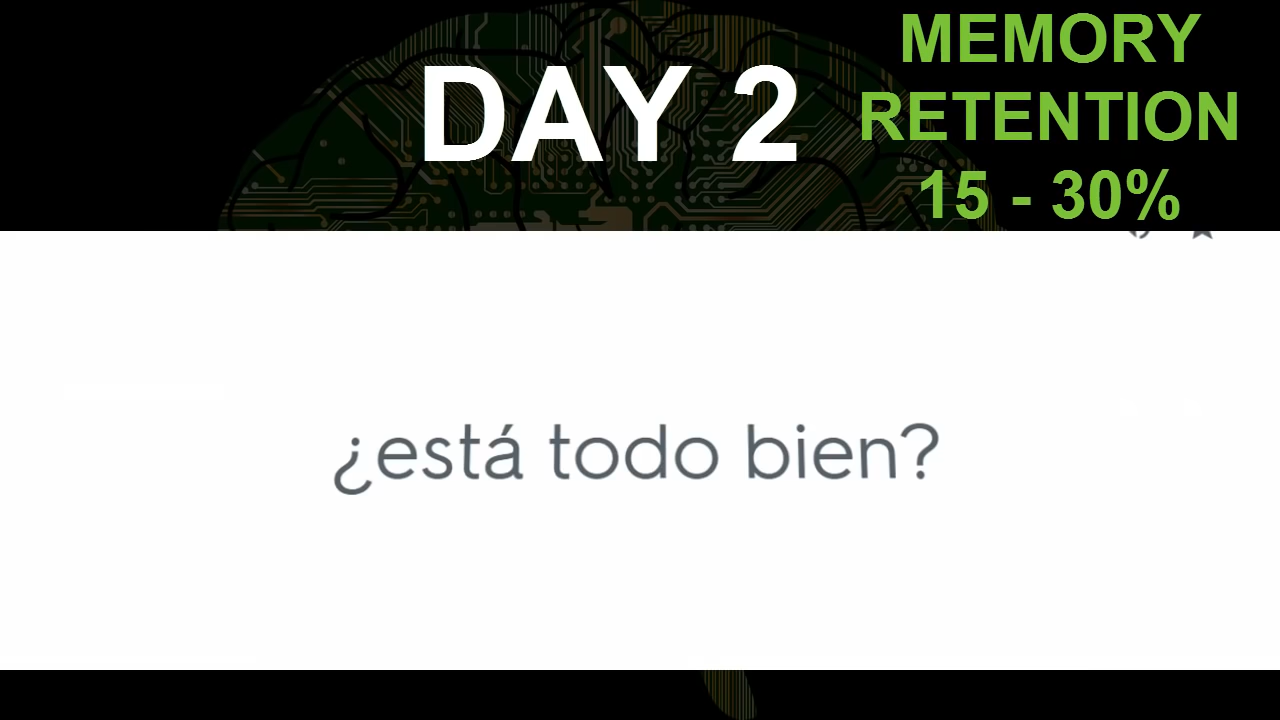 DAY 2
MEMORY
RETENTION
15 - 30%
¿está todo bien?